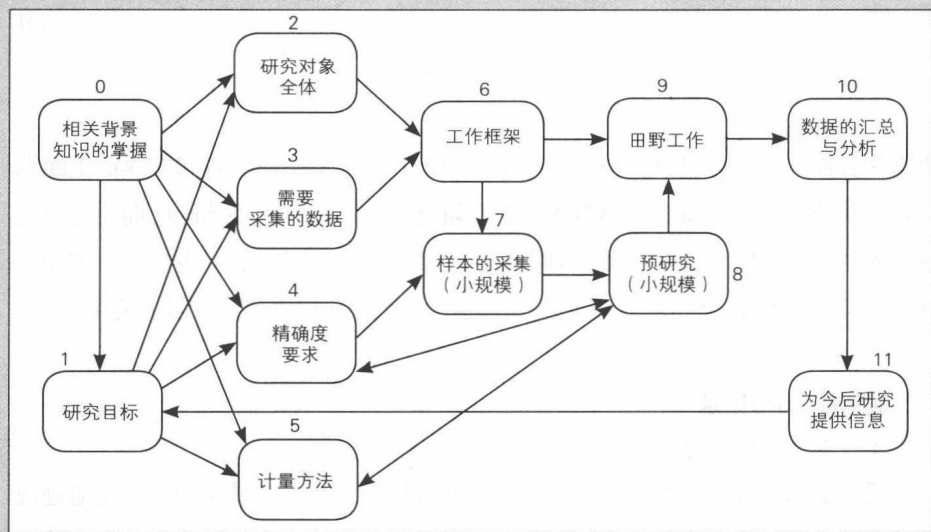 0
相关背景
知识的掌握
1
研究目标
2
研究对象
全体
3
需要
采集的数据
4
精确度
要求
5
计量方法
6
工作框架
7
样本的采集
（小规模）
预研究
（小规模）
8
9
田野工作
10
数据的汇总
与分析
11
为今后研究
提供信息